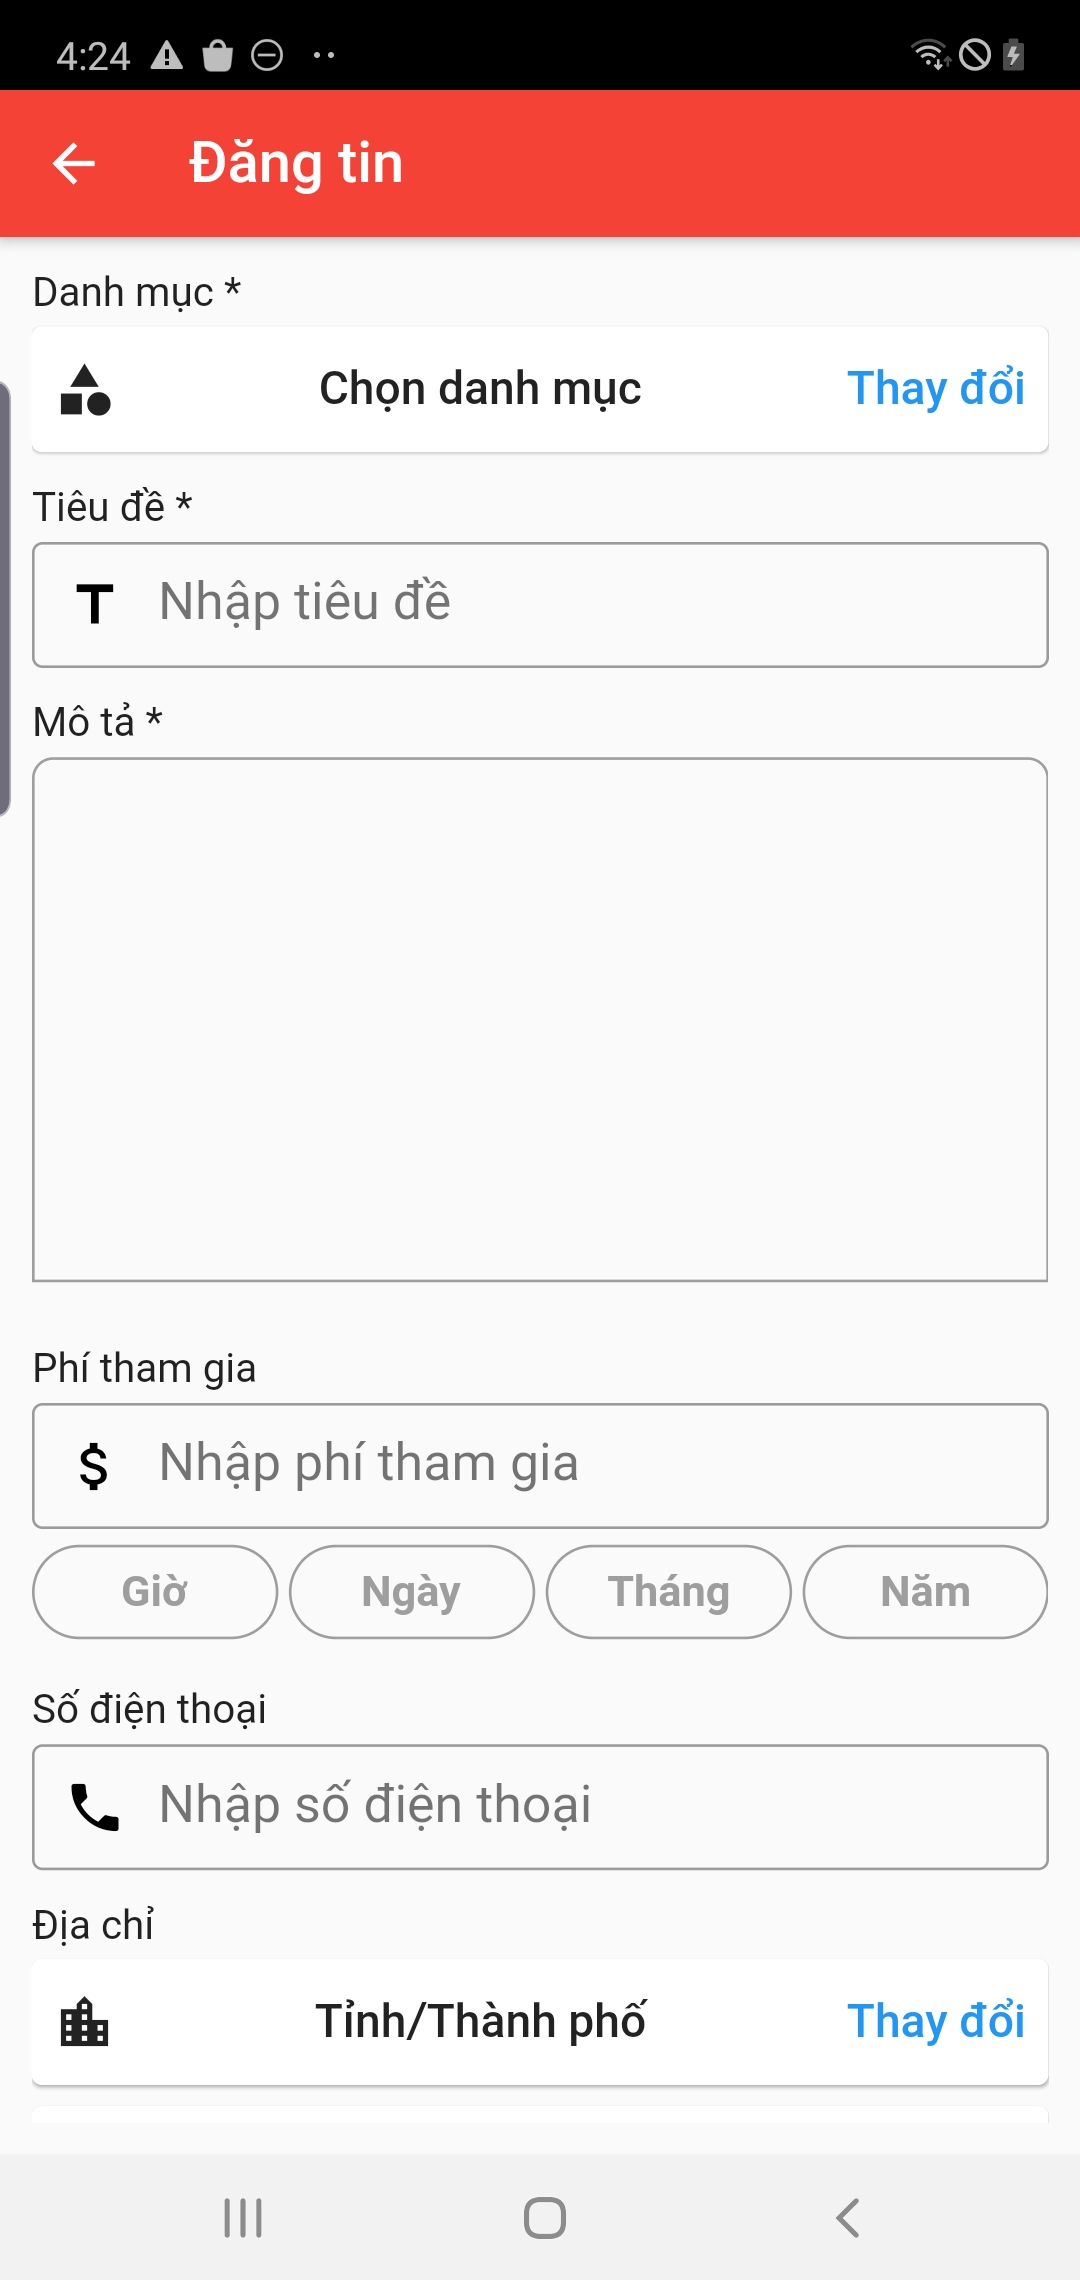 4:24
Đăng tin
Danh mục *
Chọn danh mục Thay đổi
Tiêu đề *
Nhập tiêu đề
Mô tả *
Phí tham gia
Nhập phí tham gia
Giờ Ngày Tháng Năm
Số điện thoại
Nhập số điện thoại
Địa chỉ
Tỉnh/Thành phố Thay đổi